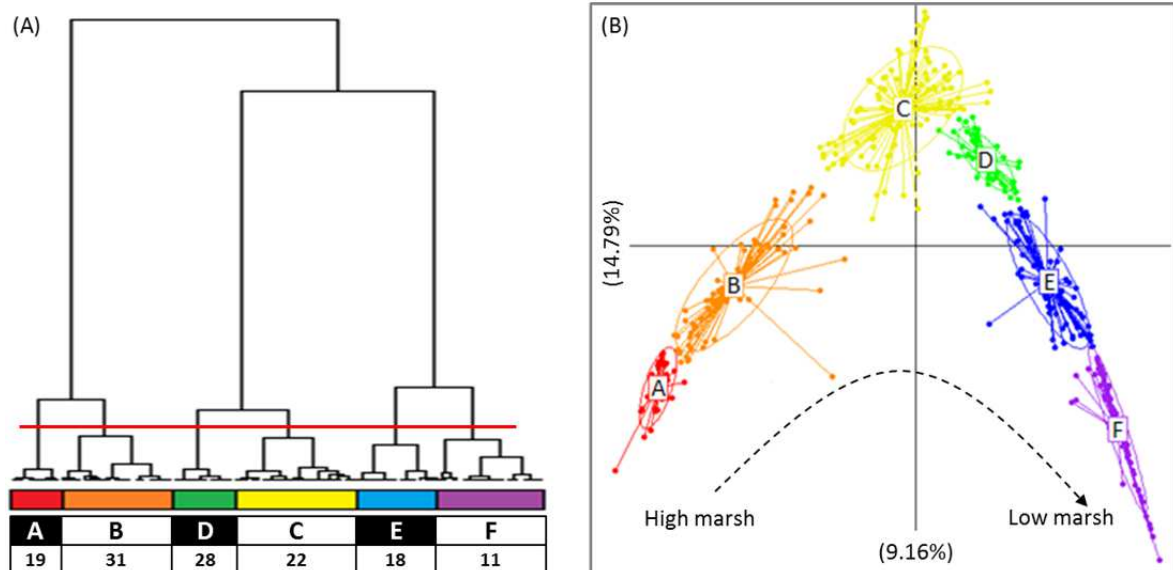 (A)
A B D C E F
19 31 28 22 18 11
(B)
C
D
B
E
A
F
(14.79%)
High marsh
Low marsh
(9.16%)